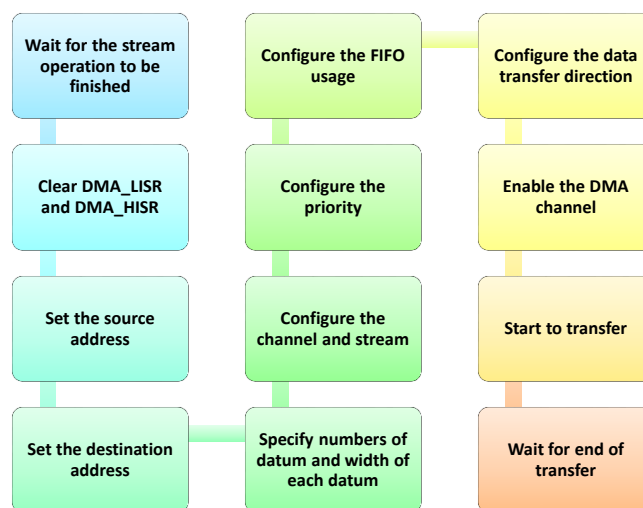 Wait for the stream
operation to be
finished
Clear DMA_LISR
and DMA_HISR
Set the source
address
Set the destination
address
Specify numbers of
datum and width of
each datum
Configure the
channel and stream
Configure the
priority
Configure the FIFO
usage
Configure the data
transfer direction
Enable the DMA
channel
Start to transfer
Wait for end of
transfer